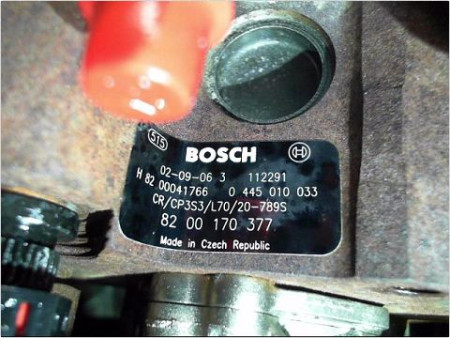 515
BOSCH
02-09-06 3 112291
H 82 00041766 0 445 010 033
CR/CP3S3/L70/20-789S
82 00 170 377
Made in Czech Republic